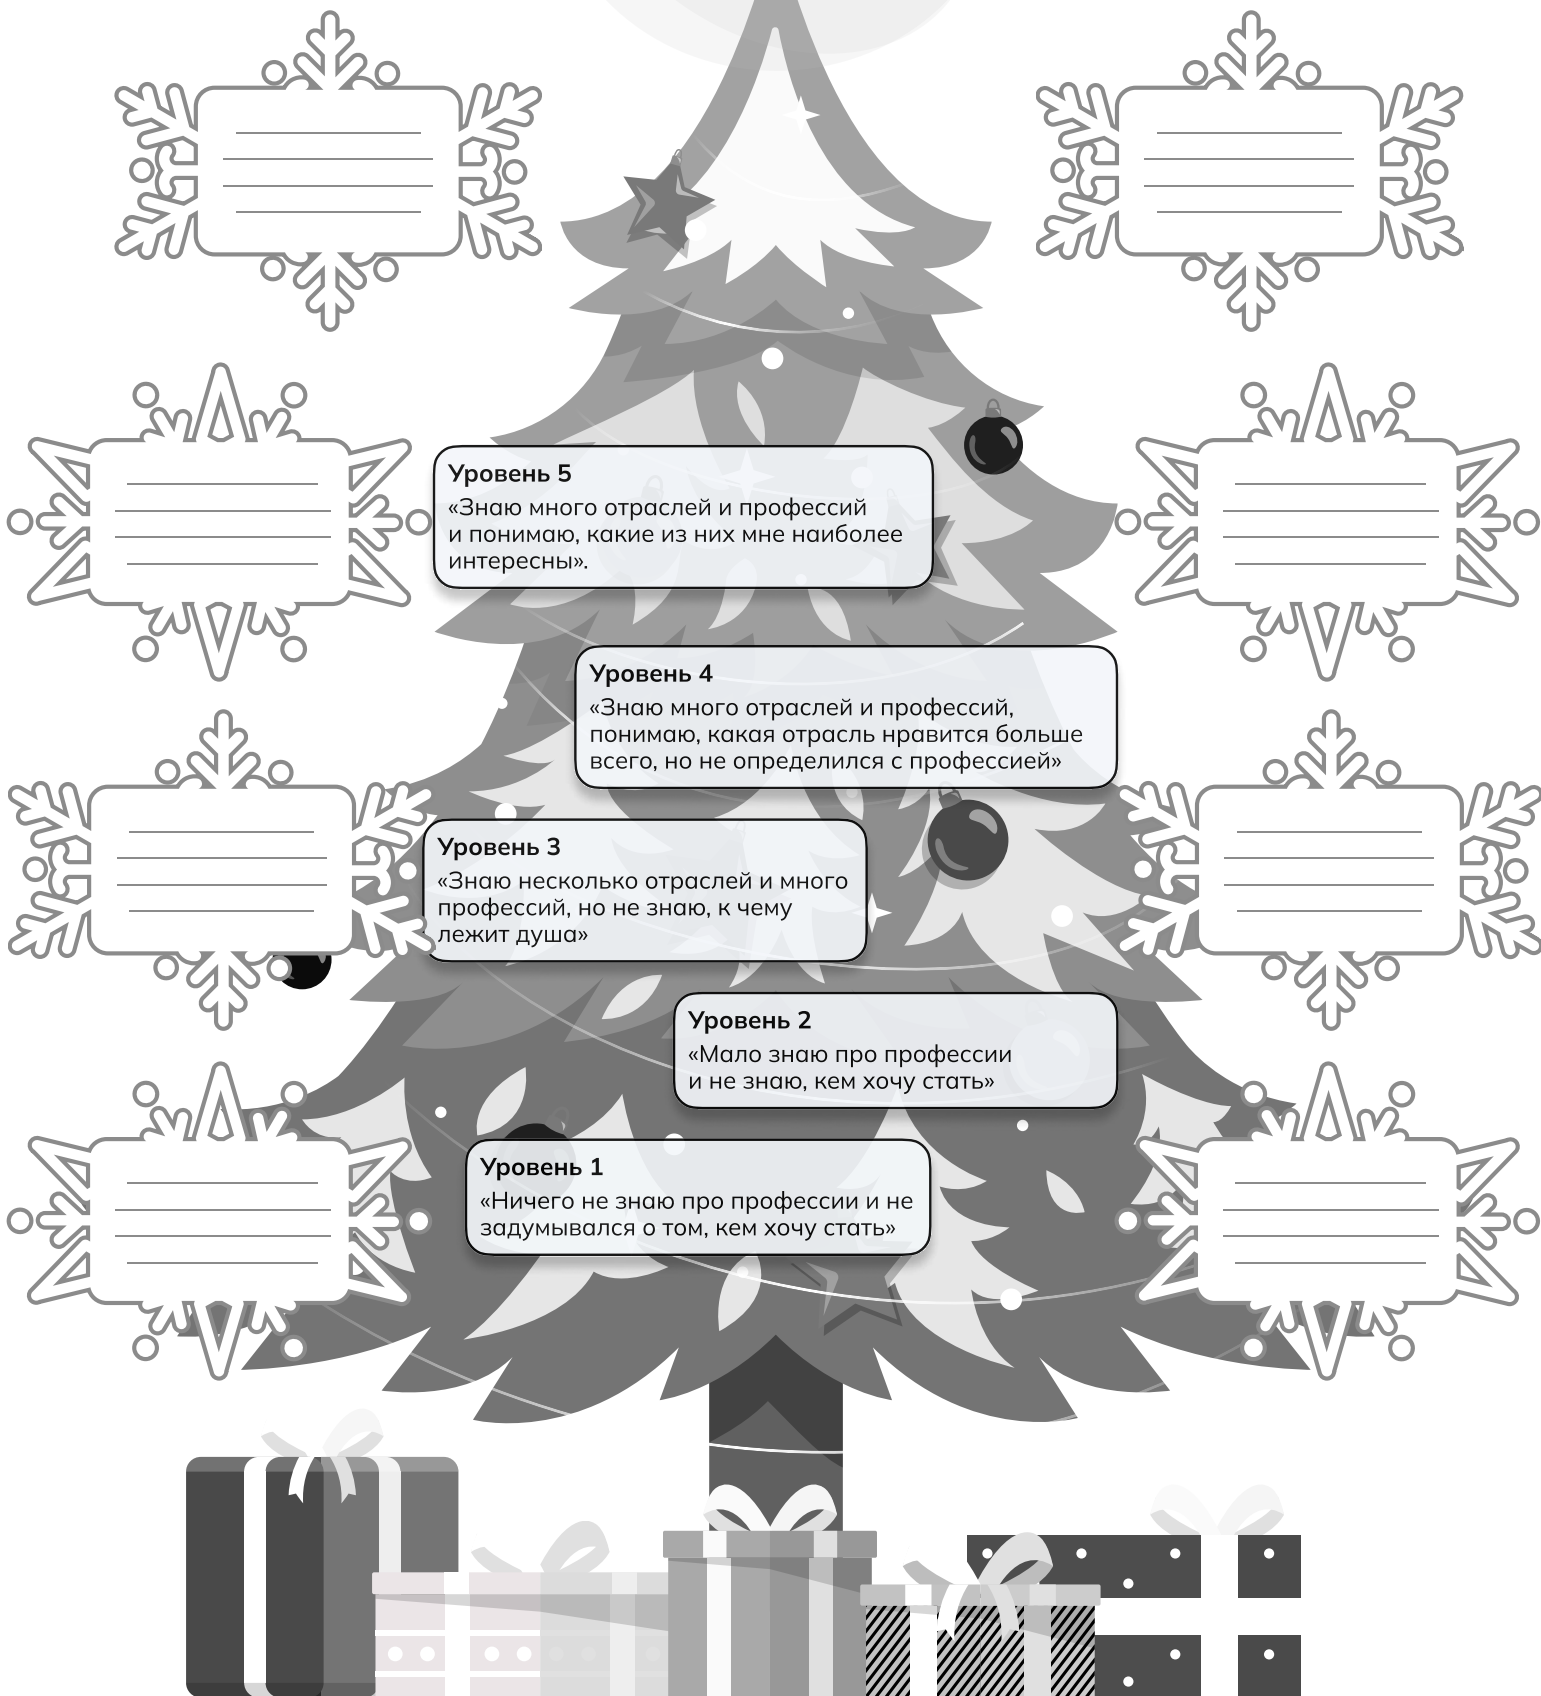 Уровень 5
«Знаю много отраслей и профессий
и понимаю, какие из них мне наиболее
интересны».
Уровень 4
«Знаю много отраслей и профессий,
понимаю, какая отрасль нравится больше
всего, но не определился с профессией»
Уровень 3
«Знаю несколько отраслей и много
профессий, но не знаю, к чему
лежит душа»
Уровень 2
«Мало знаю про профессии
и не знаю, кем хочу стать»
Уровень 1
«Ничего не знаю про профессии и не
задумывался о том, кем хочу стать»